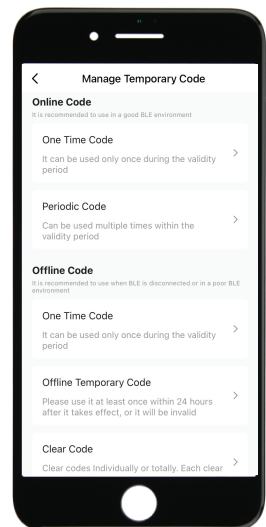 Manage Temporary Code
Online Code
It is recommended to use in a good BLE environment
One Time Code
It can be used only once during the validity
period
Periodic Code
Can be used multiple times within the
validity period
Offline Code
It is recommended to use when BLE is disconnected or in a poor BLE
environment
One Time Code
It can be used only once during the validity
period
Offline Temporary Code
Please use it at least once within 24 hours
after it takes effect, or it will be invalid
Clear Code
Clear codes Individually or totally. Each clear